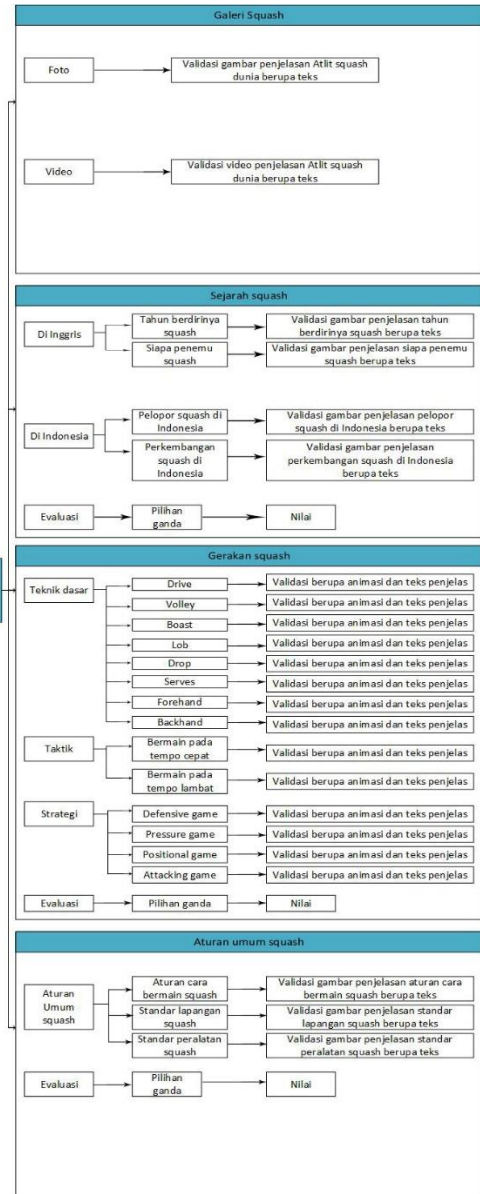 Galeri Squash
Foto
Validasi gambar penjelasan Atlit squash
dunia berupa teks
Video
Validasi video penjelasan Atlit squash
dunia berupa teks
Sejarah squash
Di Inggris
Tahun berdirinya
squash
Validasi gambar penjelasan tahun
berdirinya squash berupa teks
Siapa penemu
squash
Validasi gambar penjelasan siapa penemu
squash berupa teks
Di Indonesia
Pelopor squash di
Indonesia
Validasi gambar penjelasan pelopor
squash di Indonesia berupa teks
Perkembangan
squash di
Indonesia
Validasi gambar penjelasan
perkembangan squash di Indonesia
berupa teks
Evaluasi
Pilihan
ganda
Nilai
Gerakan squash
Teknik dasar
Drive
Validasi berupa animasi dan teks penjelas
Volley
Validasi berupa animasi dan teks penjelas
Boast
Validasi berupa animasi dan teks penjelas
Lob
Validasi berupa animasi dan teks penjelas
Drop
Validasi berupa animasi dan teks penjelas
Serves
Validasi berupa animasi dan teks penjelas
Forehand
Validasi berupa animasi dan teks penjelas
Backhand
Validasi berupa animasi dan teks penjelas
Taktik
Bermain pada
tempo cepat
Validasi berupa animasi dan teks penjelas
Bermain pada
tempo lambat
Validasi berupa animasi dan teks penjelas
Strategi
Defensive game
Validasi berupa animasi dan teks penjelas
Pressure game
Validasi berupa animasi dan teks penjelas
Positional game
Validasi berupa animasi dan teks penjelas
Attacking game
Validasi berupa animasi dan teks penjelas
Evaluasi
Pilihan ganda
Nilai
Aturan umum squash
Aturan
Umum
squash
Aturan cara
bermain squash
Validasi gambar penjelasan aturan cara
bermain squash berupa teks
Standar lapangan
squash
Validasi gambar penjelasan standar
lapangan squash berupa teks
Standar peralatan
squash
Validasi gambar penjelasan standar
peralatan squash berupa teks
Evaluasi
Pilihan
ganda
Nilai